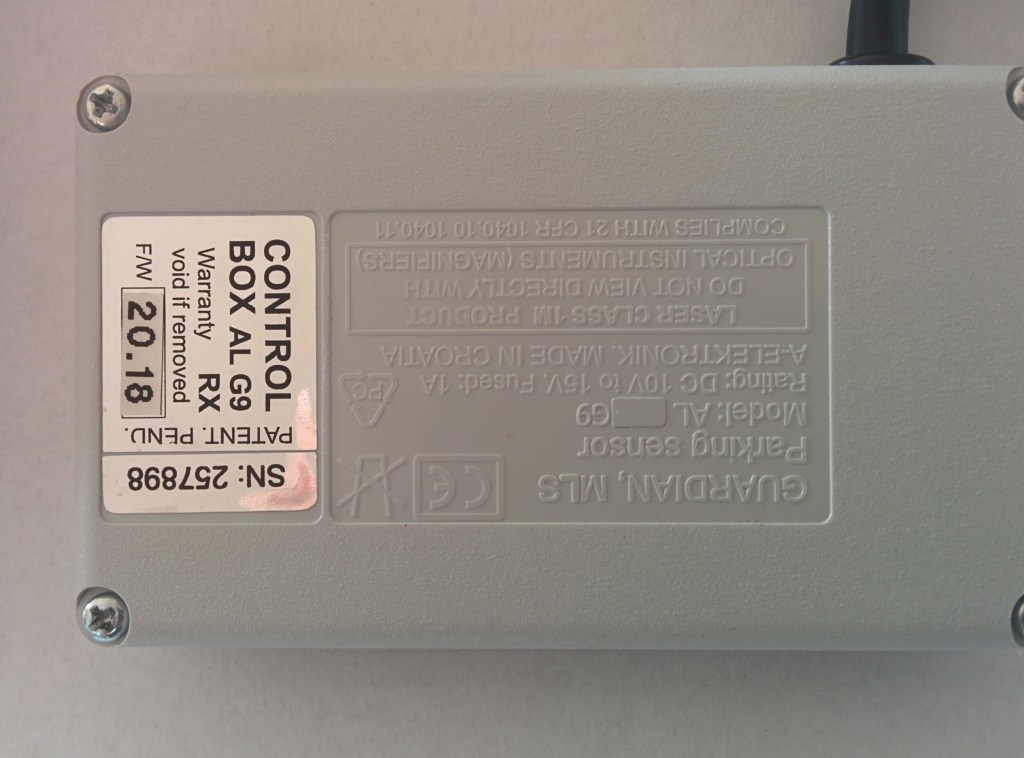 CONTROL
BOX AL G9
Warranty RX
void if removed
F/W 20.18
PATENT. PEND.
SN: 257898
GUARDIAN, MLS
Parking sensor
Model: AL G9
Rating: DC 10V to 15V, Fused: 1A
A-ELEKTRONIK, MADE IN CROATIA
LASER CLASS 1M PRODUCT
DO NOT VIEW DIRECTLY WITH
OPTICAL INSTRUMENTS (MAGNIFIERS)
COMPLIES WITH 21 CFR 1040.10 1040.11
CE
PC